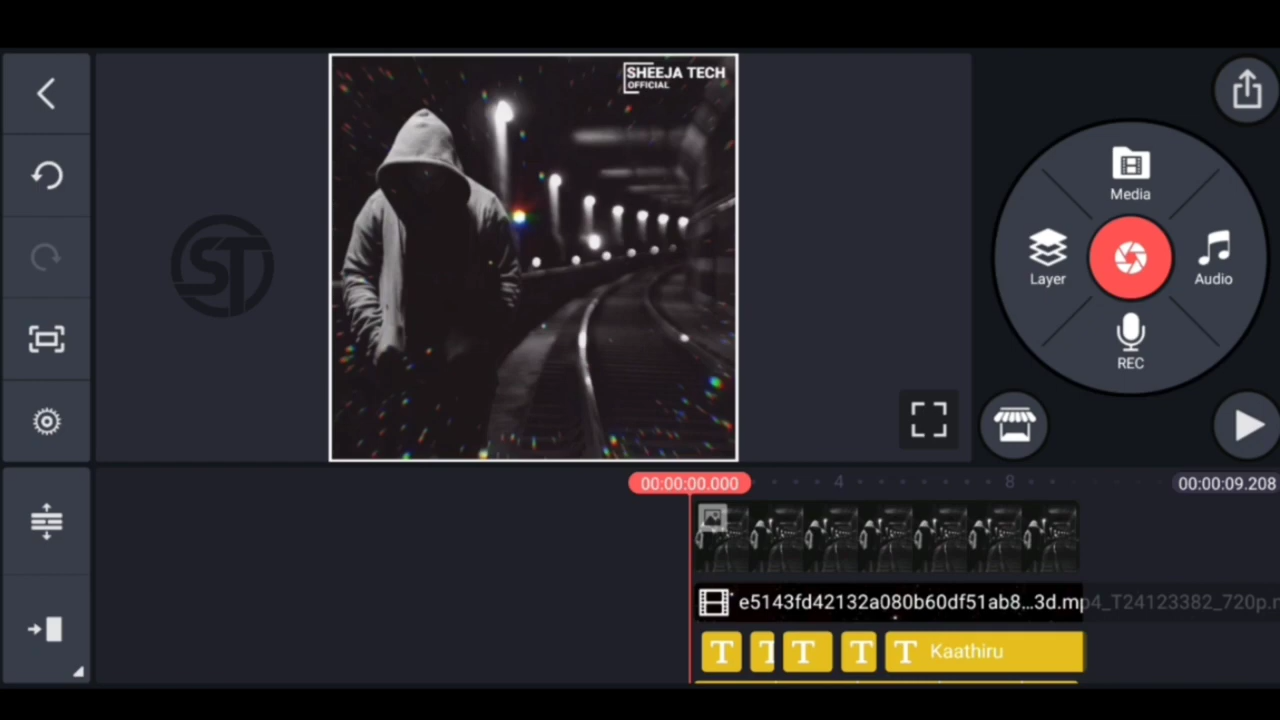 SHEEJA TECH
OFFICIAL
ST
Media
Layer
Audio
REC
00:00:00.000
4
8
00:00:09.208
e5143fd42132a080b60df51ab8...3d.mp4_T24123382_720p.m
T
T
T
T
T Kaathiru